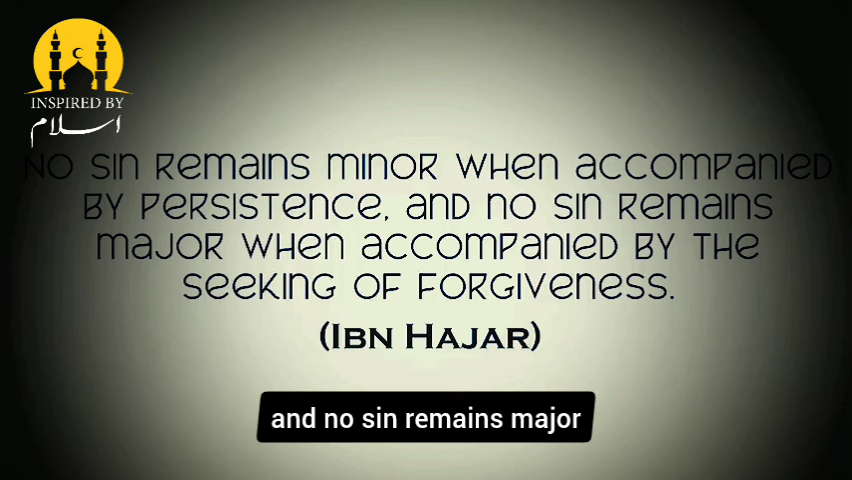 INSPIRED BY
اسلام
NO SIN REMAINS MINOR WHEN ACCOMPANIED
BY PERSISTENCE, AND NO SIN REMAINS
MAJOR WHEN ACCOMPANIED BY THE
SEEKING OF FORGIVENESS.
(IBN HAJAR)
and no sin remains major